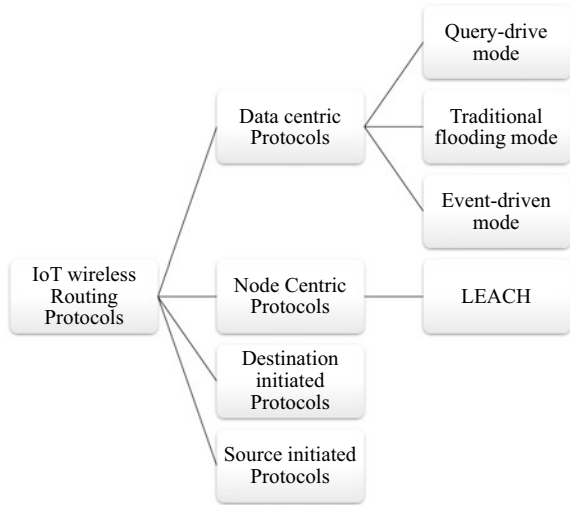 Query-drive
mode
Data centric
Protocols
Traditional
flooding mode
Event-driven
mode
IoT wireless
Routing
Protocols
Node Centric
Protocols
LEACH
Destination
initiated
Protocols
Source initiated
Protocols